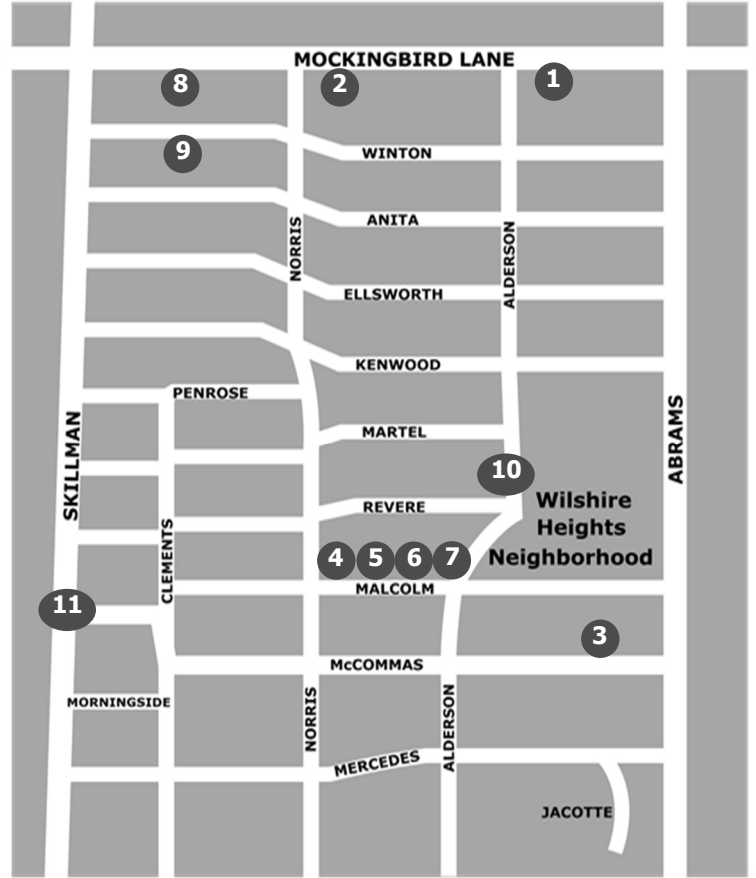 MOCKINGBIRD LANE
8
2
1
9
WINTON
ANITA
NORRIS
ALDERSON
ELLSWORTH
KENWOOD
PENROSE
SKILLMAN
ABRAMS
MARTEL
10
REVERE
Wilshire
Heights
Neighborhood
CLEMENTS
4
5
6
7
MALCOLM
11
3
McCOMMAS
MORNINGSIDE
NORRIS
ALDERSON
MERCEDES
JACOTTE